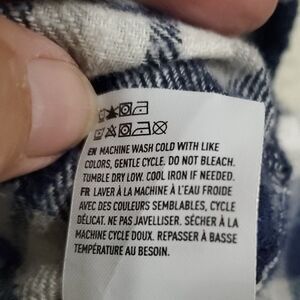 EN MACHINE WASH COLD WITH LIKE
COLORS, GENTLE CYCLE. DO NOT BLEACH.
TUMBLE DRY LOW. COOL IRON IF NEEDED.
FR LAVER À LA MACHINE À L'EAU FROIDE
AVEC DES COULEURS SEMBLABLES, CYCLE
DÉLICAT. NE PAS JAVELLISER. SÉCHER À LA
MACHINE CYCLE DOUX. REPASSER À BASSE
TEMPÉRATURE AU BESOIN.